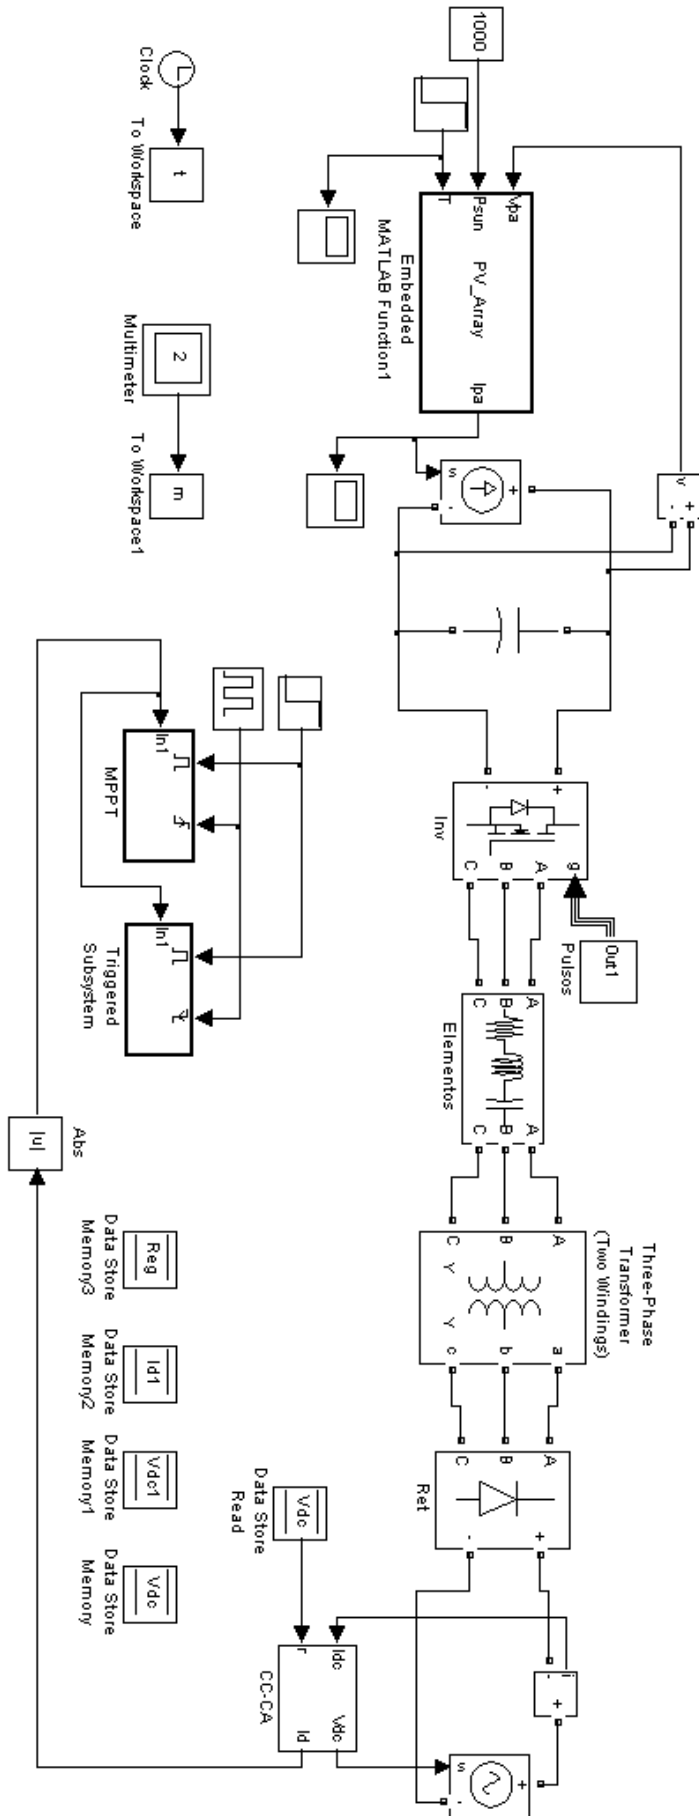 1000
Vpa
Psun
T
PV_Array
Ipa
Embedded
MATLAB Function1
Clock
t
To Workspace
2
Multimeter
m
To Workspace1
s
+
-
v
+
-
+
-
g
A
B
C
Inv
Out1
Pulsos
A
B
C
A
B
C
Elementos
Three-Phase
Transformer
(Two Windings)
A
B
C
Y
Y
a
b
c
A
B
C
+
-
Ret
i
+
-
s
+
-
In1
MPPT
In1
Triggered
Subsystem
|u|
Abs
Reg
Data Store
Memory3
Id1
Data Store
Memory2
Vdc1
Data Store
Memory1
Vdc
Data Store
Memory
Vdc
Data Store
Read
Idc
r
Vdc
Id
CC-CA